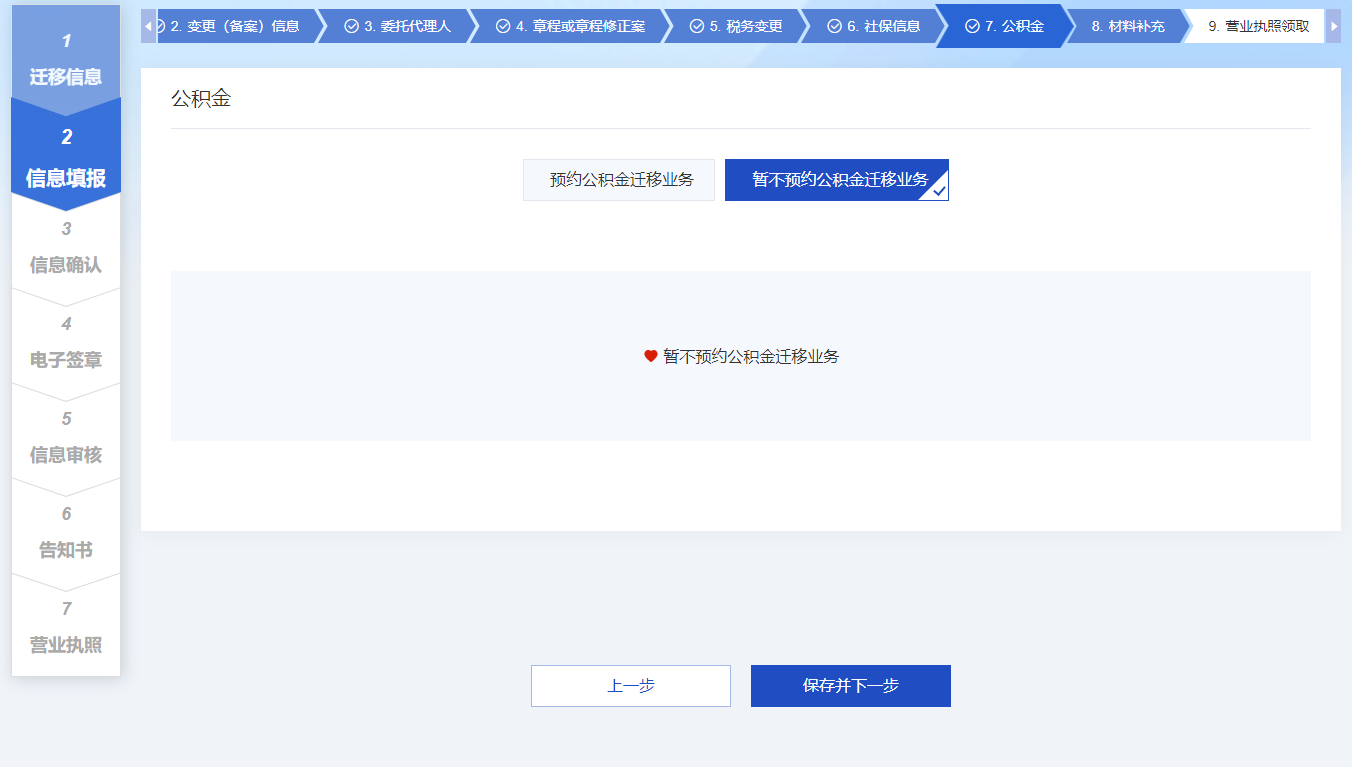 1
迁移信息
2
信息填报
3
信息确认
4
电子签章
5
信息审核
6
告知书
7
营业执照
2. 变更（备案）信息
3. 委托代理人
4. 章程或章程修正案
5. 税务变更
6. 社保信息
7. 公积金
8. 材料补充
9. 营业执照领取
公积金
预约公积金迁移业务
暂不预约公积金迁移业务
暂不预约公积金迁移业务
上一步
保存并下一步